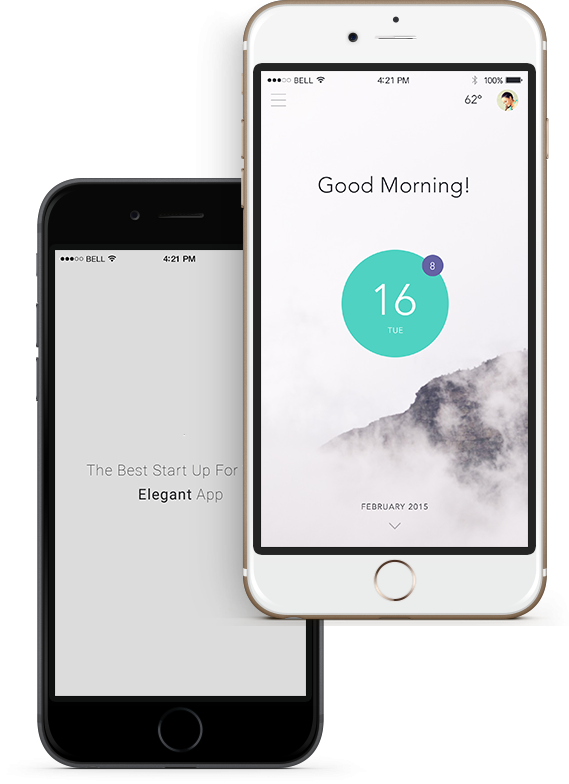 BELL
4:21 PM
100%
62°
Good Morning!
8
16
TUE
FEBRUARY 2015
BELL
4:21 PM
The Best Start Up For
Elegant App